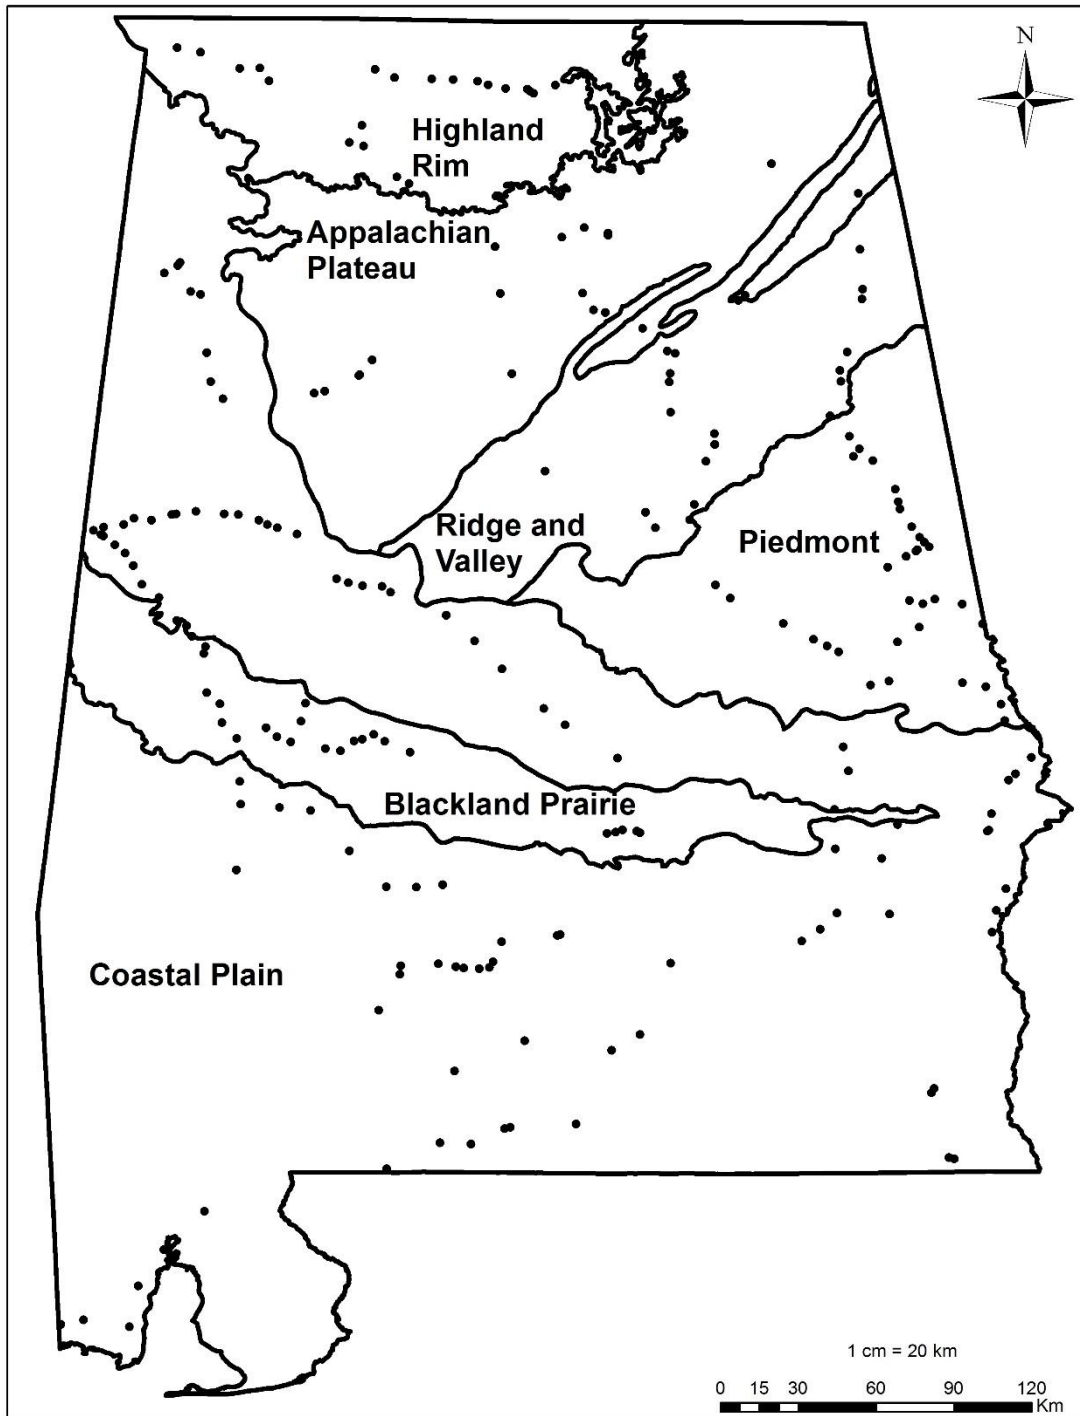 N
Highland
Rim
Appalachian
Plateau
Ridge and
Valley
Piedmont
Blackland Prairie
Coastal Plain
1 cm = 20 km
0 15 30 60 90 120
Km